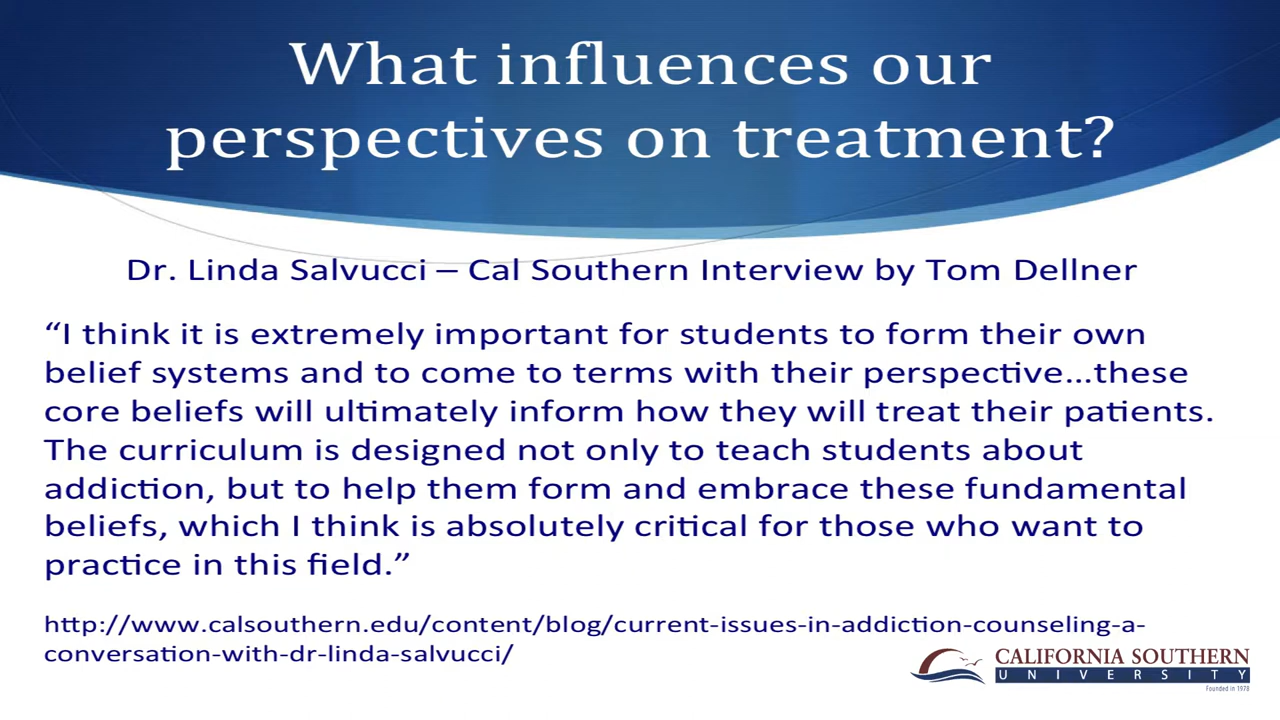 What influences our
perspectives on treatment?
Dr. Linda Salvucci – Cal Southern Interview by Tom Dellner
“I think it is extremely important for students to form their own
belief systems and to come to terms with their perspective…these
core beliefs will ultimately inform how they will treat their patients.
The curriculum is designed not only to teach students about
addiction, but to help them form and embrace these fundamental
beliefs, which I think is absolutely critical for those who want to
practice in this field.”
http://www.calsouthern.edu/content/blog/current-issues-in-addiction-counseling-a-
conversation-with-dr-linda-salvucci/
CALIFORNIA SOUTHERN
UNIVERSITY
Founded in 1978